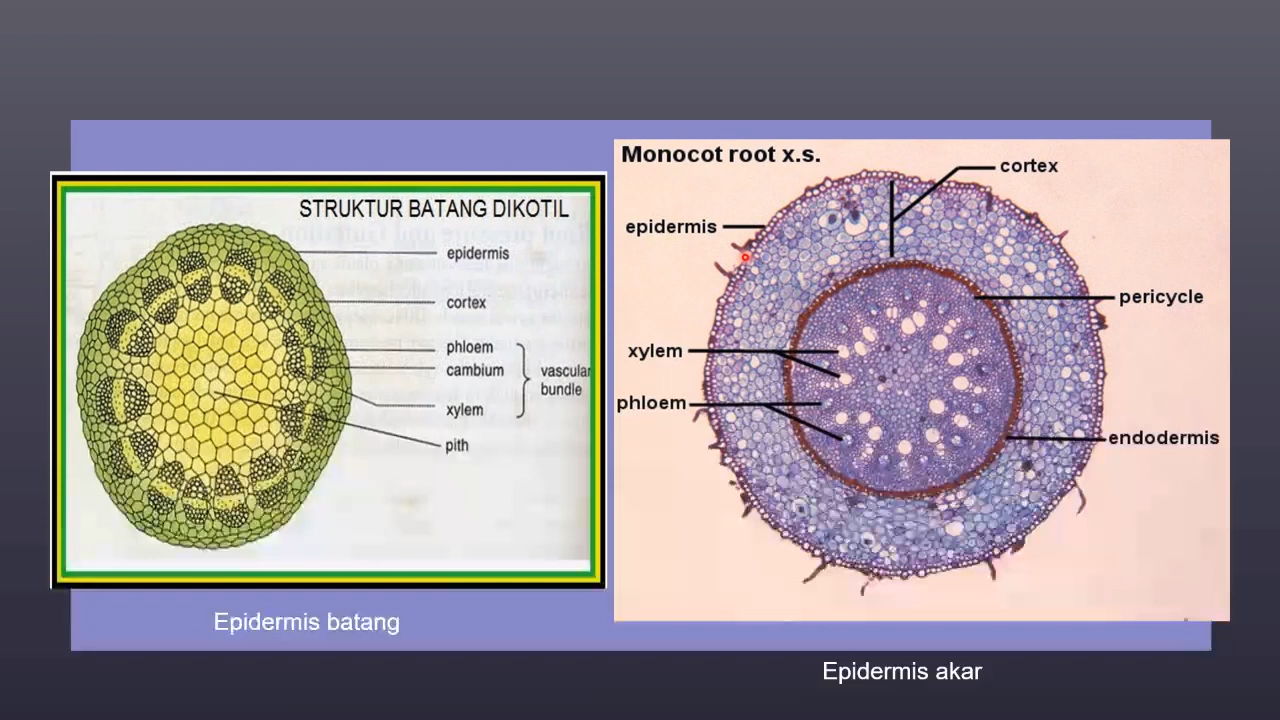 STRUKTUR BATANG DIKOTIL
epidermis
cortex
phloem
cambium
xylem
vascular
bundle
pith
Epidermis batang
Monocot root x.s.
cortex
epidermis
pericycle
xylem
phloem
endodermis
Epidermis akar